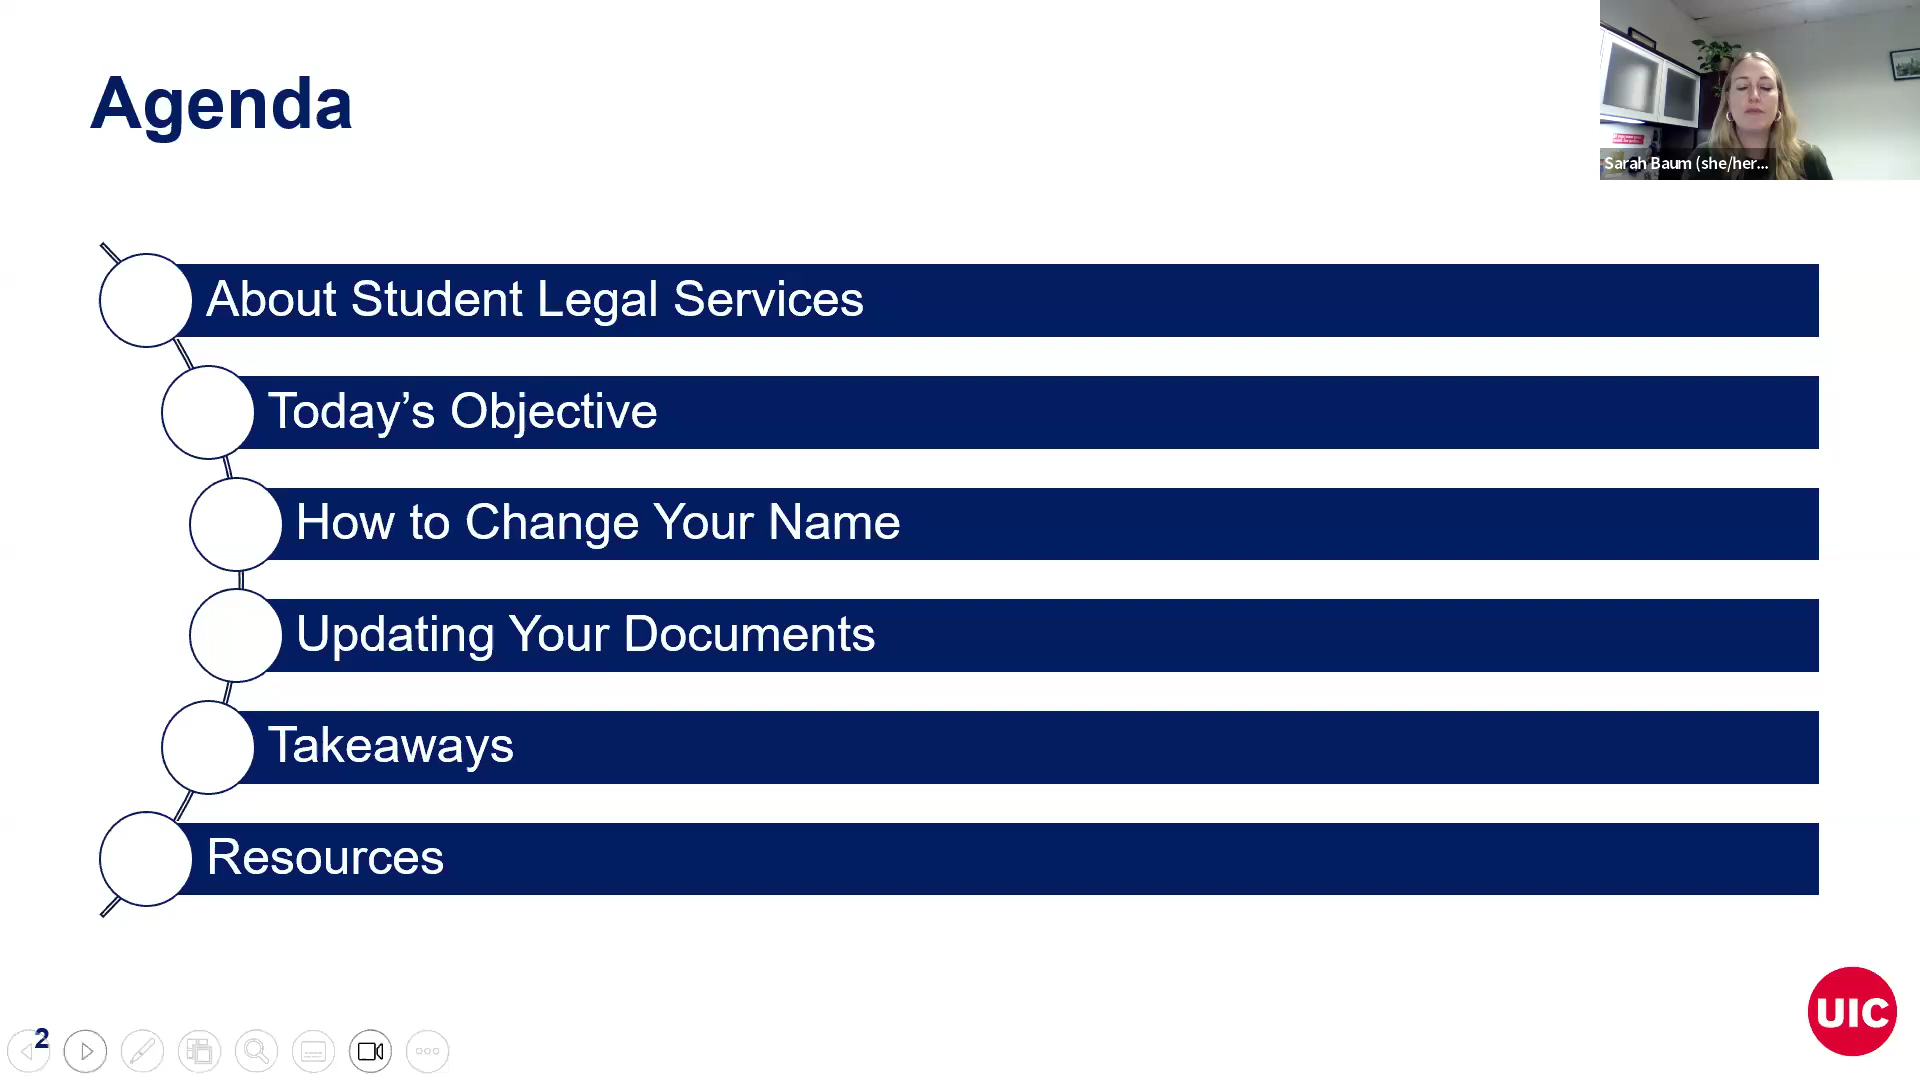 Agenda
Sarah Baum (she/her...
About Student Legal Services
Today’s Objective
How to Change Your Name
Updating Your Documents
Takeaways
Resources
2
UIC